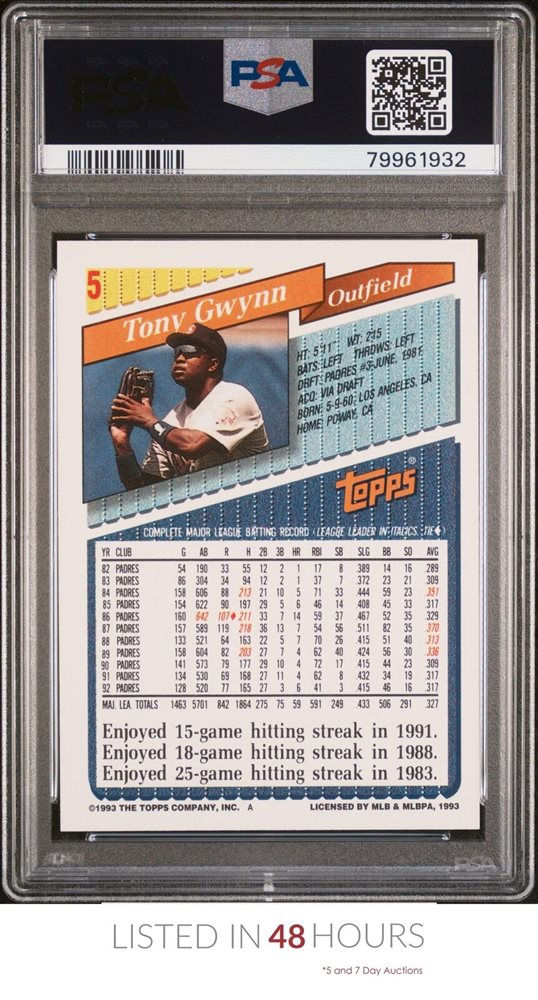 PSA
PSA
79961932
5
Tony Gwynn
Outfield
HT: 5'11" WT: 215
BATS: LEFT THROWS: LEFT
DRFT: PADRES #3-JUNE, 1981
ACQ: VIA DRAFT
BORN: 5-9-60, LOS ANGELES, CA
HOME: POWAY, CA
Topps®
COMPLETE MAJOR LEAGUE BATTING RECORD (LEAGUE LEADER IN ITALICS, TIE♦)
YR CLUB G AB R H 2B 3B HR RBI SB SLG BB SO AVG
82 PADRES 54 190 33 55 12 2 1 17 8 .389 14 16 .289
83 PADRES 86 304 34 94 12 2 1 37 7 .372 23 21 .309
84 PADRES 158 606 88 213 21 10 5 71 33 .444 59 23 .351
85 PADRES 154 622 90 197 29 5 6 46 14 .408 45 33 .317
86 PADRES 160 642 107♦ 211 33 7 14 59 37 .467 52 35 .329
87 PADRES 157 589 119 218 36 13 7 54 56 .511 82 35 .370
88 PADRES 133 521 64 163 22 5 7 70 26 .415 51 40 .313
89 PADRES 158 604 82 203 27 7 4 62 40 .424 56 30 .336
90 PADRES 141 573 79 177 29 10 4 72 17 .415 44 23 .309
91 PADRES 134 530 69 168 27 11 4 62 8 .432 34 19 .317
92 PADRES 128 520 77 165 27 3 6 41 3 .415 46 16 .317
MAJ. LEA. TOTALS 1463 5701 842 1864 275 75 59 591 249 .433 506 291 .327
Enjoyed 15-game hitting streak in 1991.
Enjoyed 18-game hitting streak in 1988.
Enjoyed 25-game hitting streak in 1983.
©1993 THE TOPPS COMPANY, INC. A LICENSED BY MLB & MLBPA, 1993
PSA
LISTED IN 48 HOURS
*5 and 7 Day Auctions